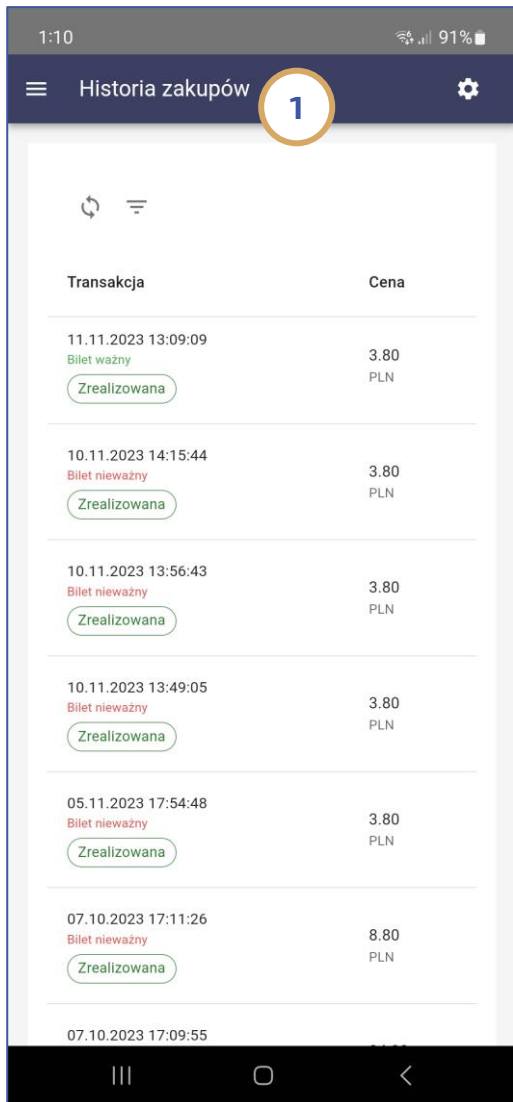 1:10 91%
Historia zakupów
1
Transakcja Cena
11.11.2023 13:09:09
Bilet ważny
Zrealizowana
3.80
PLN
10.11.2023 14:15:44
Bilet nieważny
Zrealizowana
3.80
PLN
10.11.2023 13:56:43
Bilet nieważny
Zrealizowana
3.80
PLN
10.11.2023 13:49:05
Bilet nieważny
Zrealizowana
3.80
PLN
05.11.2023 17:54:48
Bilet nieważny
Zrealizowana
3.80
PLN
07.10.2023 17:11:26
Bilet nieważny
Zrealizowana
8.80
PLN
07.10.2023 17:09:55